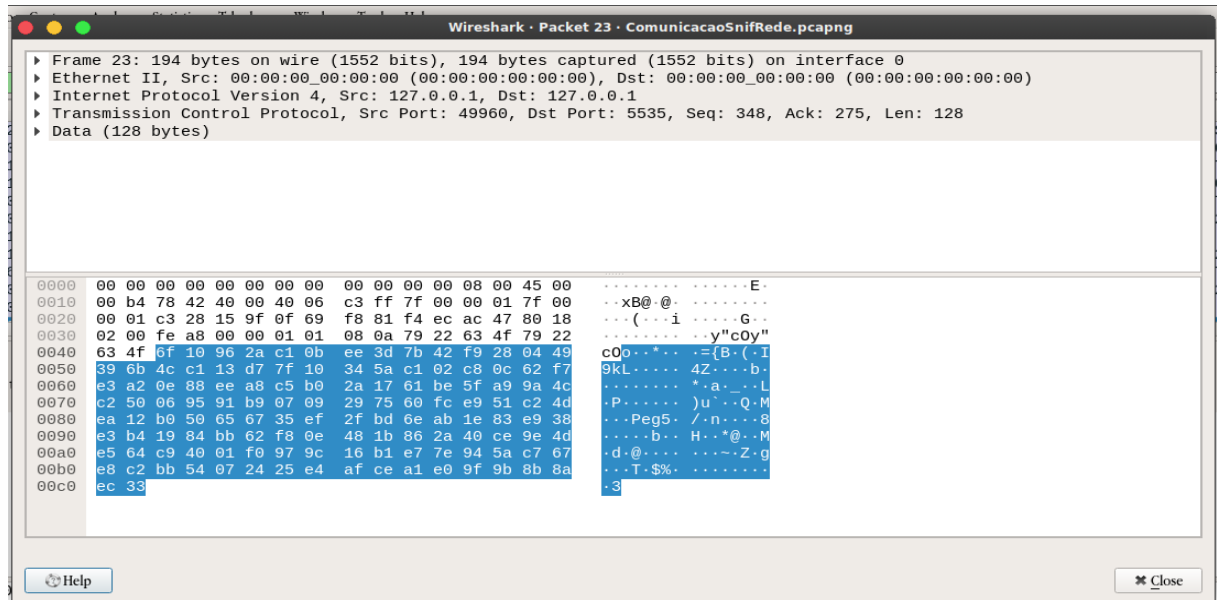 Wireshark · Packet 23 · ComunicacaoSnifRede.pcapng
Frame 23: 194 bytes on wire (1552 bits), 194 bytes captured (1552 bits) on interface 0
Ethernet II, Src: 00:00:00_00:00:00 (00:00:00:00:00:00), Dst: 00:00:00_00:00:00 (00:00:00:00:00:00)
Internet Protocol Version 4, Src: 127.0.0.1, Dst: 127.0.0.1
Transmission Control Protocol, Src Port: 49960, Dst Port: 5535, Seq: 348, Ack: 275, Len: 128
Data (128 bytes)
0000 00 00 00 00 00 00 00 00 00 00 00 00 08 00 45 00 ········ ······E·
0010 00 b4 78 42 40 00 40 06 c3 ff 7f 00 00 01 7f 00 ··xB@·@· ········
0020 00 01 c3 28 15 9f 0f 69 f8 81 f4 ec ac 47 80 18 ···(···i ·····G··
0030 02 00 fe a8 00 00 01 01 08 0a 79 22 63 4f 79 22 ········ ··y"cOy"
0040 63 4f 6f 10 96 2a c1 0b ee 3d 7b 42 f9 28 04 49 cOo··*·· ·={B·(·I
0050 39 6b 4c c1 13 d7 7f 10 34 5a c1 02 c8 0c 62 f7 9kL····· 4Z····b·
0060 e3 a2 0e 88 ee a8 c5 b0 2a 17 61 be 5f a9 9a 4c ········ *·a·_··L
0070 c2 50 06 95 91 b9 07 09 29 75 60 fc e9 51 c2 4d ·P······ )u`··Q·M
0080 ea 12 b0 50 65 67 35 ef 2f bd 6e ab 1e 83 e9 38 ···Peg5· /·n····8
0090 e3 b4 19 84 bb 62 f8 0e 48 1b 86 2a 40 ce 9e 4d ·····b·· H··*@··M
00a0 e5 64 c9 40 01 f0 97 9c 16 b1 e7 7e 94 5a c7 67 ·d·@···· ···~·Z·g
00b0 e8 c2 bb 54 07 24 25 e4 af ce a1 e0 9f 9b 8b 8a ···T·$%· ········
00c0 ec 33 ·3
Help
Close